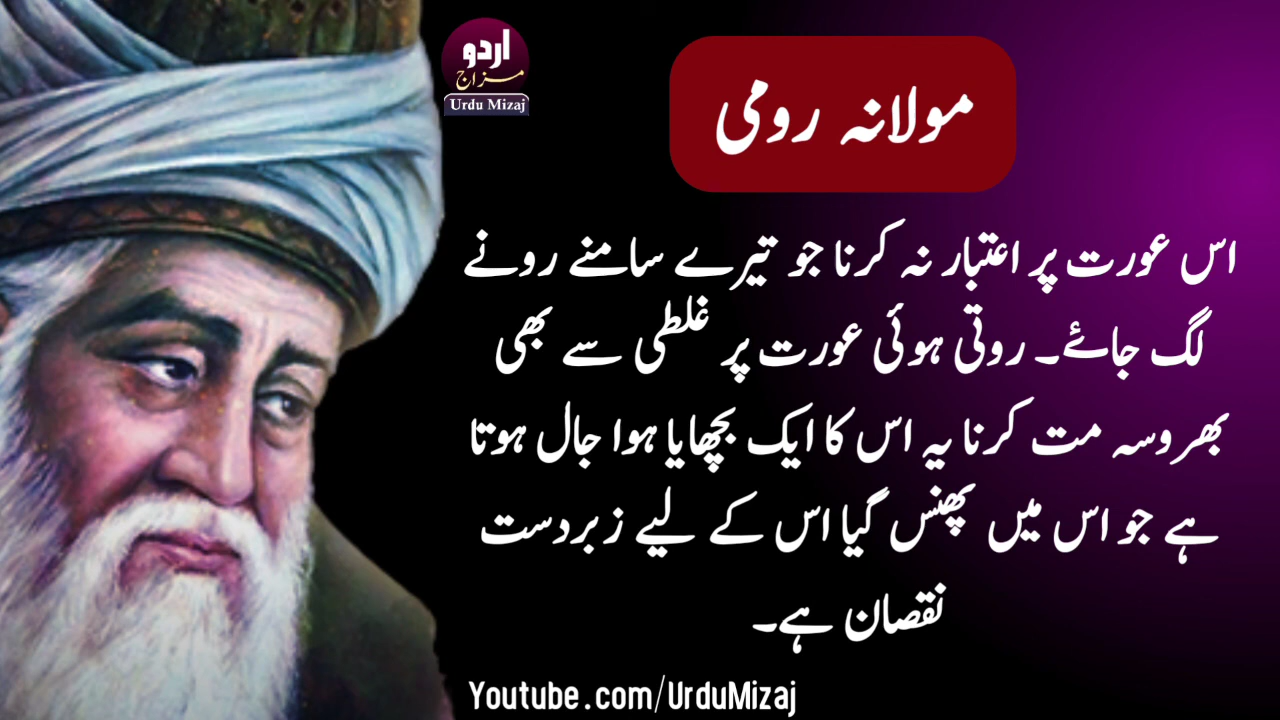 اردو
مزاج
Urdu Mizaj
مولانہ رومی
اس عورت پر اعتبار نہ کرنا جو تیرے سامنے رونے
لگ جائے۔ روتی ہوئی عورت پر غلطی سے بھی
بھروسہ مت کرنا یہ اس کا ایک بچھایا ہوا جال ہوتا
ہے جو اس میں پھنس گیا اس کے لیے زبردست
نقصان ہے۔
Youtube.com/UrduMizaj